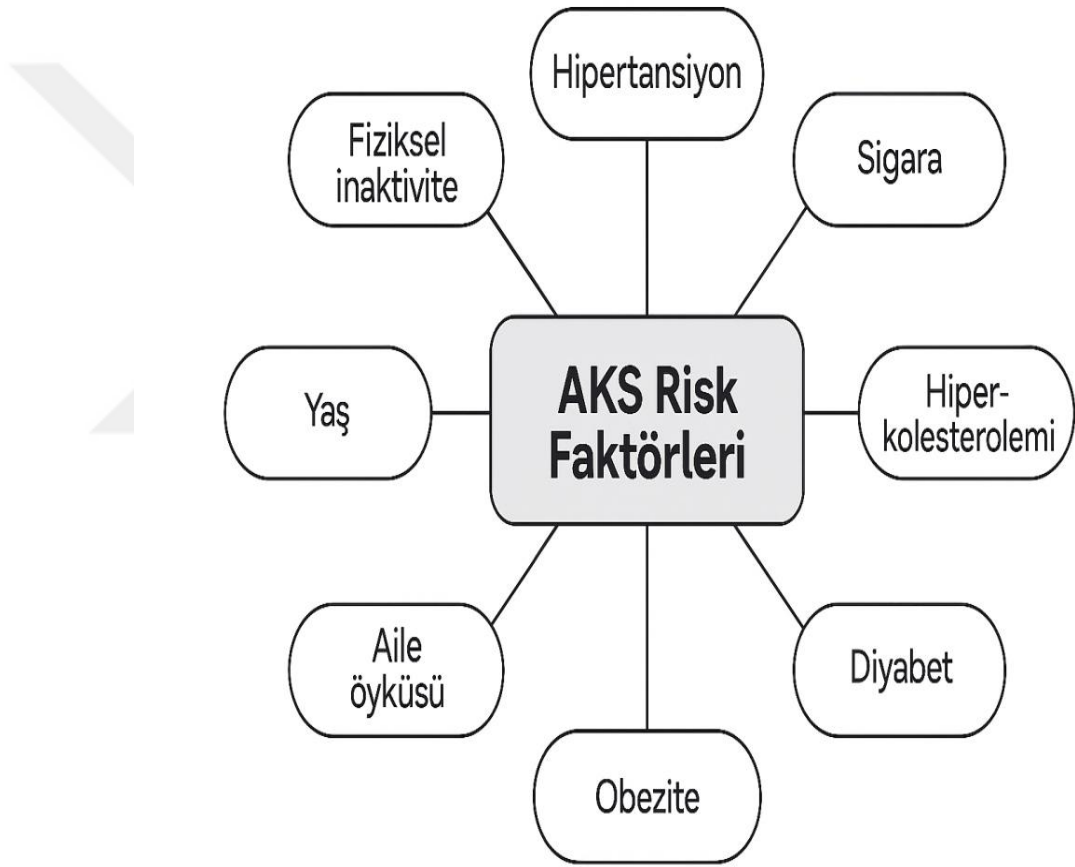 Hipertansiyon
Fiziksel
inaktivite
Sigara
AKS Risk
Faktörleri
Yaş
Hiper-
kolesterolemi
Aile
öyküsü
Diyabet
Obezite